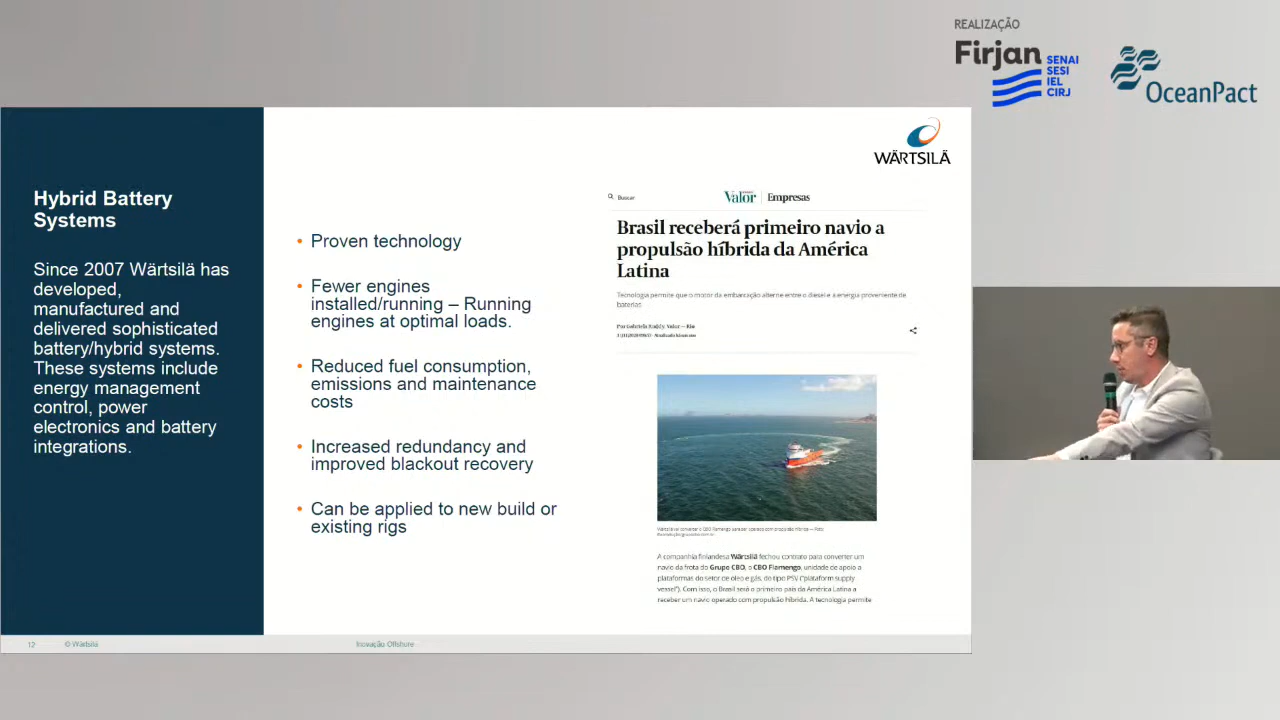 REALIZAÇÃO
Firjan
SENAI
SESI
IEL
CIRJ
OceanPact
WÄRTSILÄ
Hybrid Battery
Systems
Since 2007 Wärtsilä has
developed,
manufactured and
delivered sophisticated
battery/hybrid systems.
These systems include
energy management
control, power
electronics and battery
integrations.
• Proven technology
• Fewer engines
installed/running – Running
engines at optimal loads.
• Reduced fuel consumption,
emissions and maintenance
costs
• Increased redundancy and
improved blackout recovery
• Can be applied to new build or
existing rigs
Buscar
Valor | Empresas
Brasil receberá primeiro navio a
propulsão híbrida da América
Latina
Tecnologia permite que o motor da embarcação alterne entre o diesel e a energia proveniente de
baterias
Por Gabriela Ruddy, Valor — Rio
A companhia finlandesa Wärtsilä fechou contrato para converter um
navio da frota do Grupo CBO, o CBO Flamengo, unidade de apoio a
plataformas do setor de óleo e gás, do tipo PSV ("plataform supply
vessel"). Com isso, o Brasil será o primeiro país da América Latina a
receber um navio operado com propulsão híbrida. A tecnologia permite
12
© Wärtsilä
Inovação Offshore